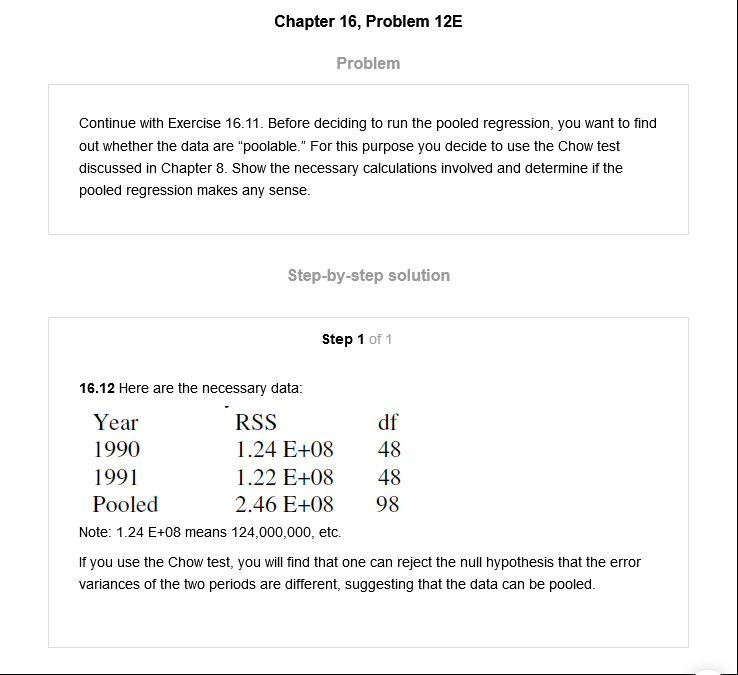 Chapter 16, Problem 12E
Problem
Continue with Exercise 16.11. Before deciding to run the pooled regression, you want to find
out whether the data are “poolable.” For this purpose you decide to use the Chow test
discussed in Chapter 8. Show the necessary calculations involved and determine if the
pooled regression makes any sense.
Step-by-step solution
Step 1 of 1
16.12 Here are the necessary data:
Year RSS df
1990 1.24 E+08 48
1991 1.22 E+08 48
Pooled 2.46 E+08 98
Note: 1.24 E+08 means 124,000,000, etc.
If you use the Chow test, you will find that one can reject the null hypothesis that the error
variances of the two periods are different, suggesting that the data can be pooled.